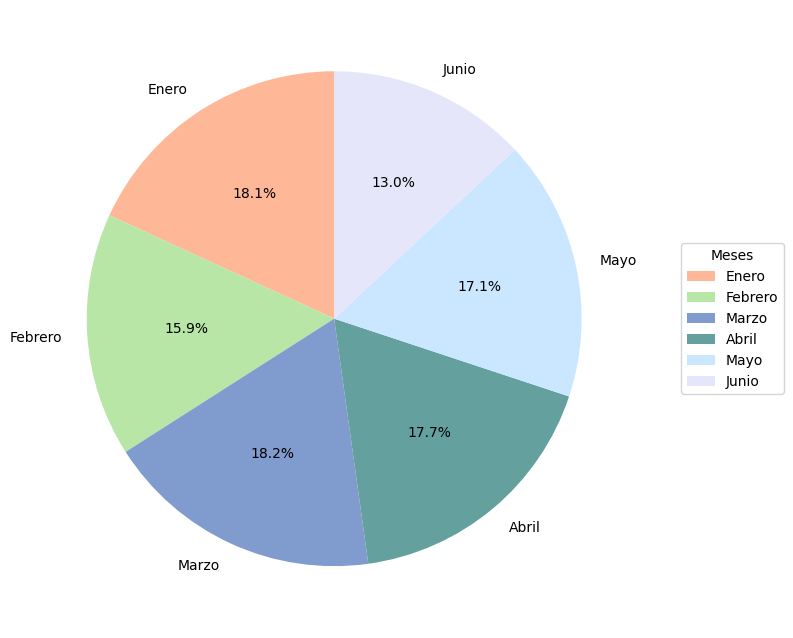 Junio
Enero
13.0%
18.1%
Mayo
17.1%
Febrero
15.9%
17.7%
18.2%
Abril
Marzo
Meses
Enero
Febrero
Marzo
Abril
Mayo
Junio